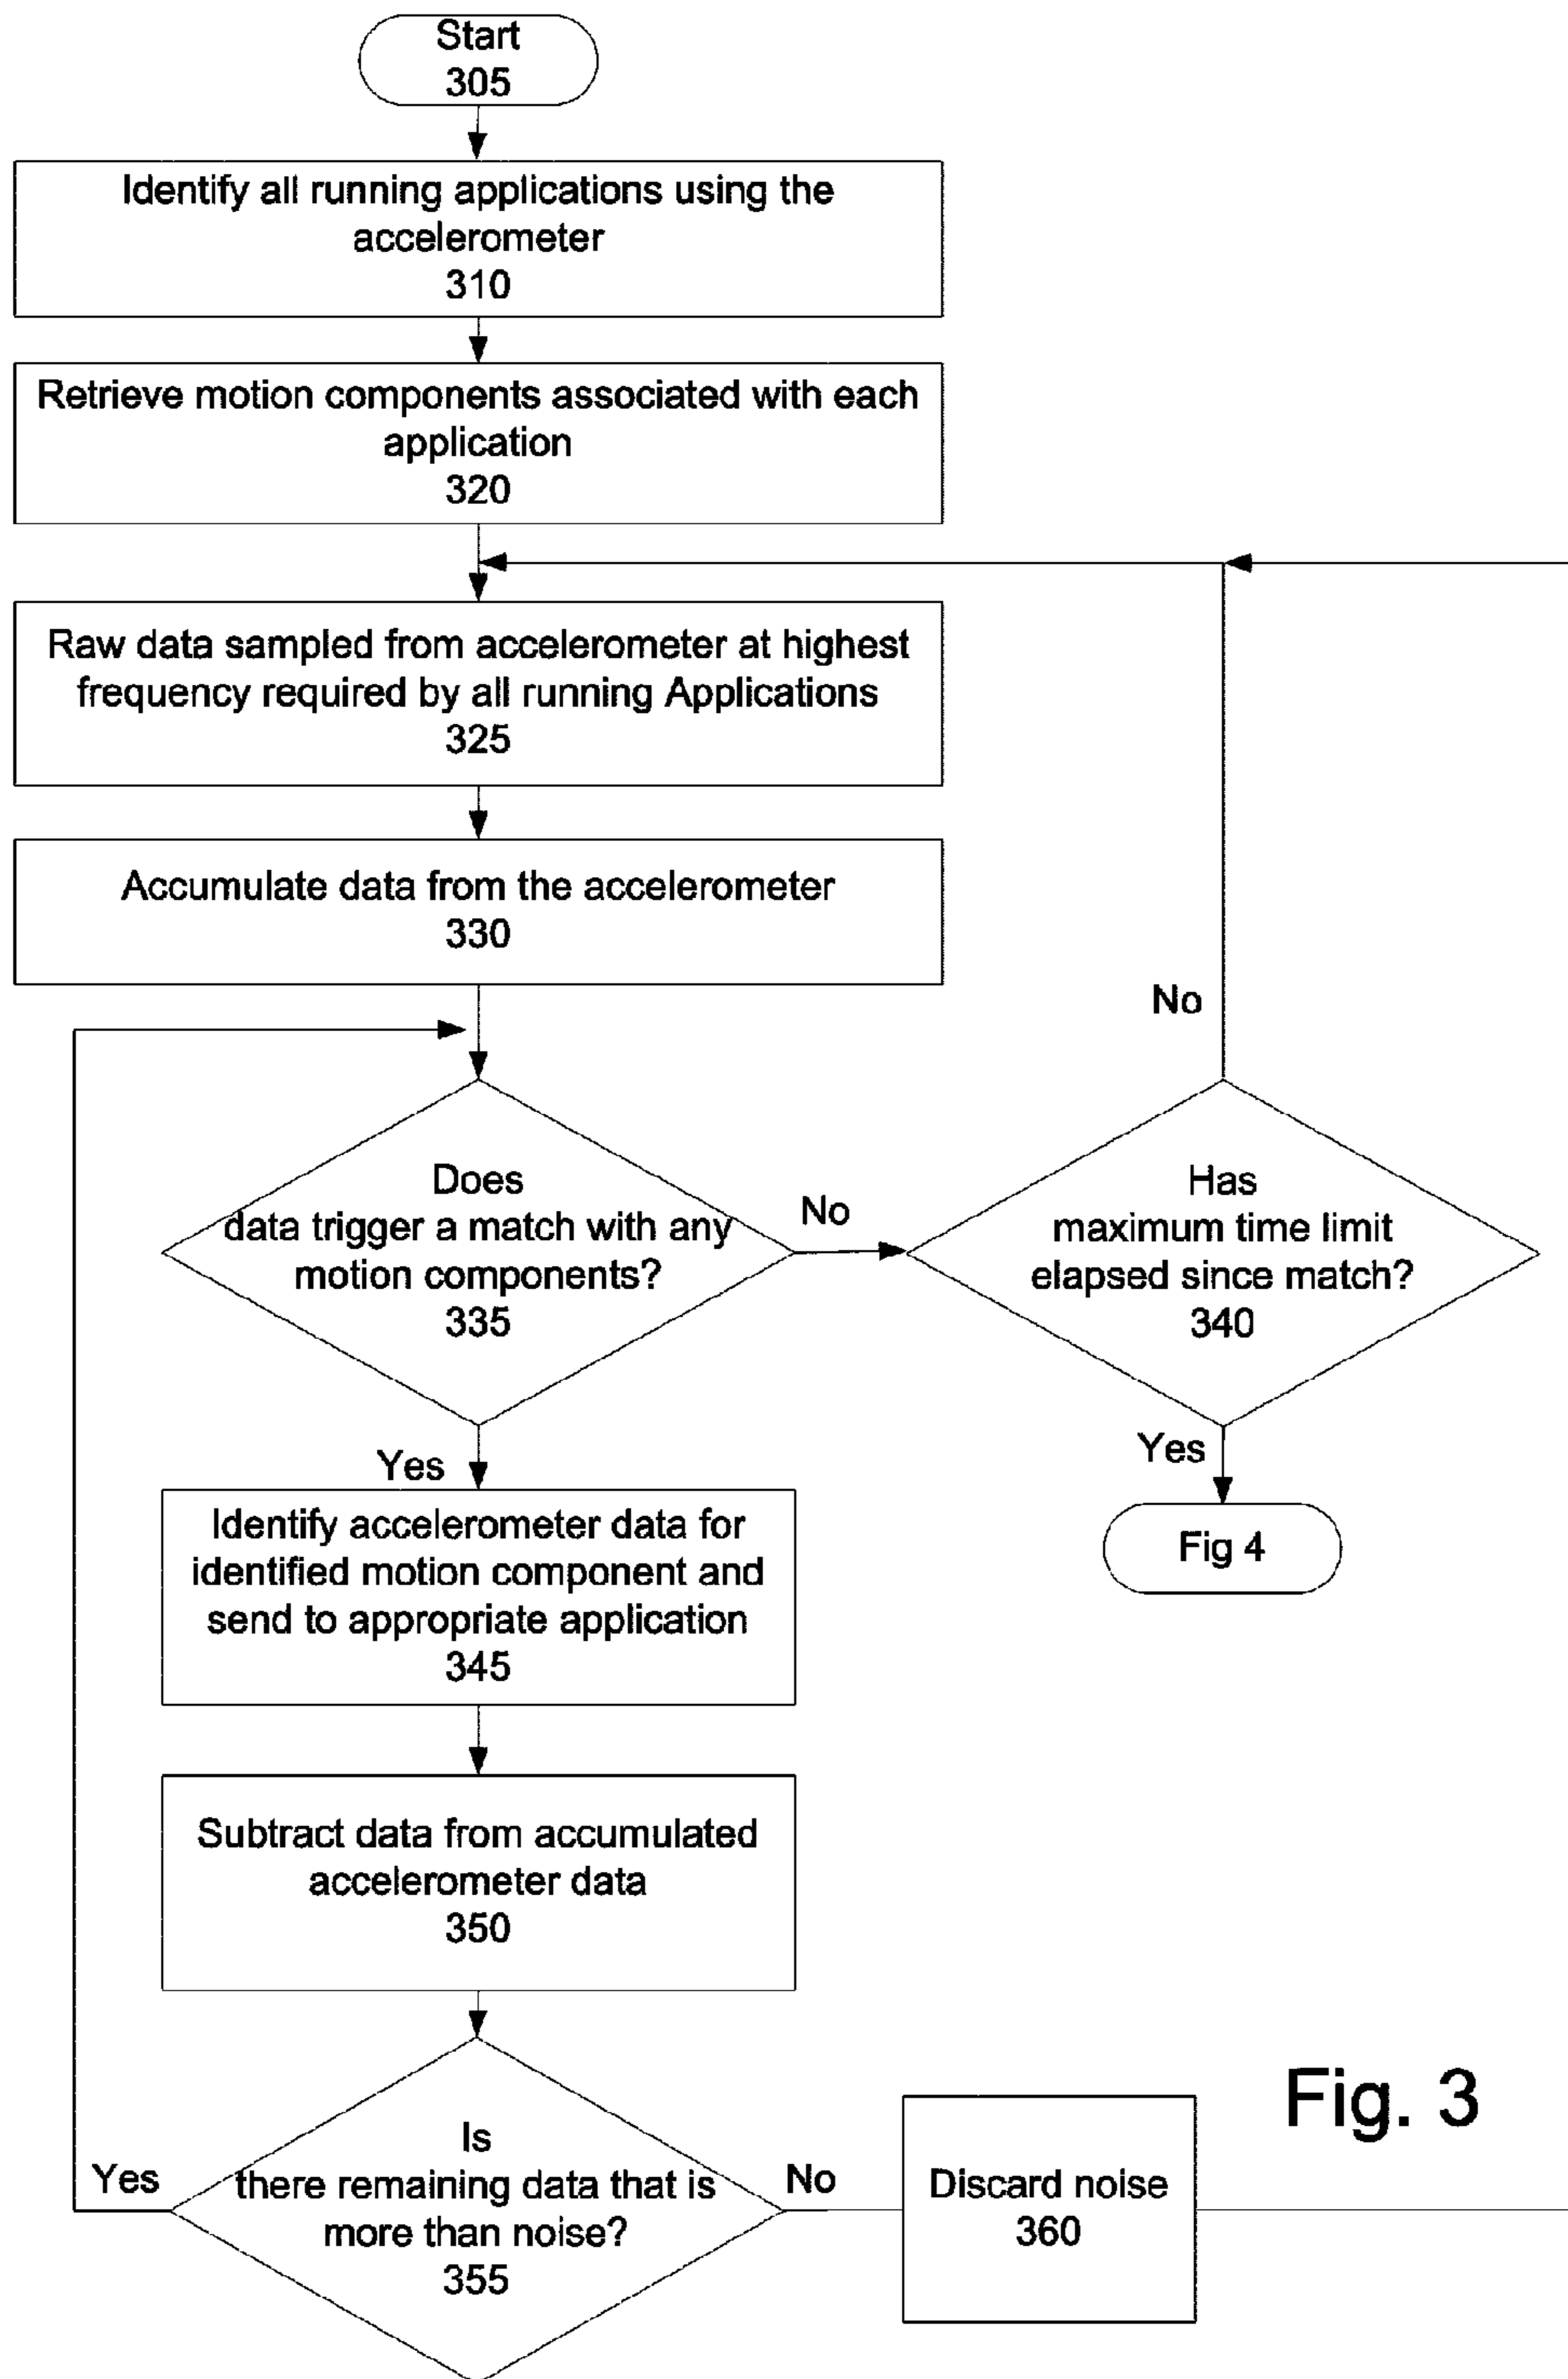 Start
305
Identify all running applications using the
accelerometer
310
Retrieve motion components associated with each
application
320
Raw data sampled from accelerometer at highest
frequency required by all running Applications
325
Accumulate data from the accelerometer
330
Does
data trigger a match with any
motion components?
335
No
Has
maximum time limit
elapsed since match?
340
No
Yes
Fig 4
Yes
Identify accelerometer data for
identified motion component and
send to appropriate application
345
Subtract data from accumulated
accelerometer data
350
Is
there remaining data that is
more than noise?
355
Yes
No
Discard noise
360
Fig. 3